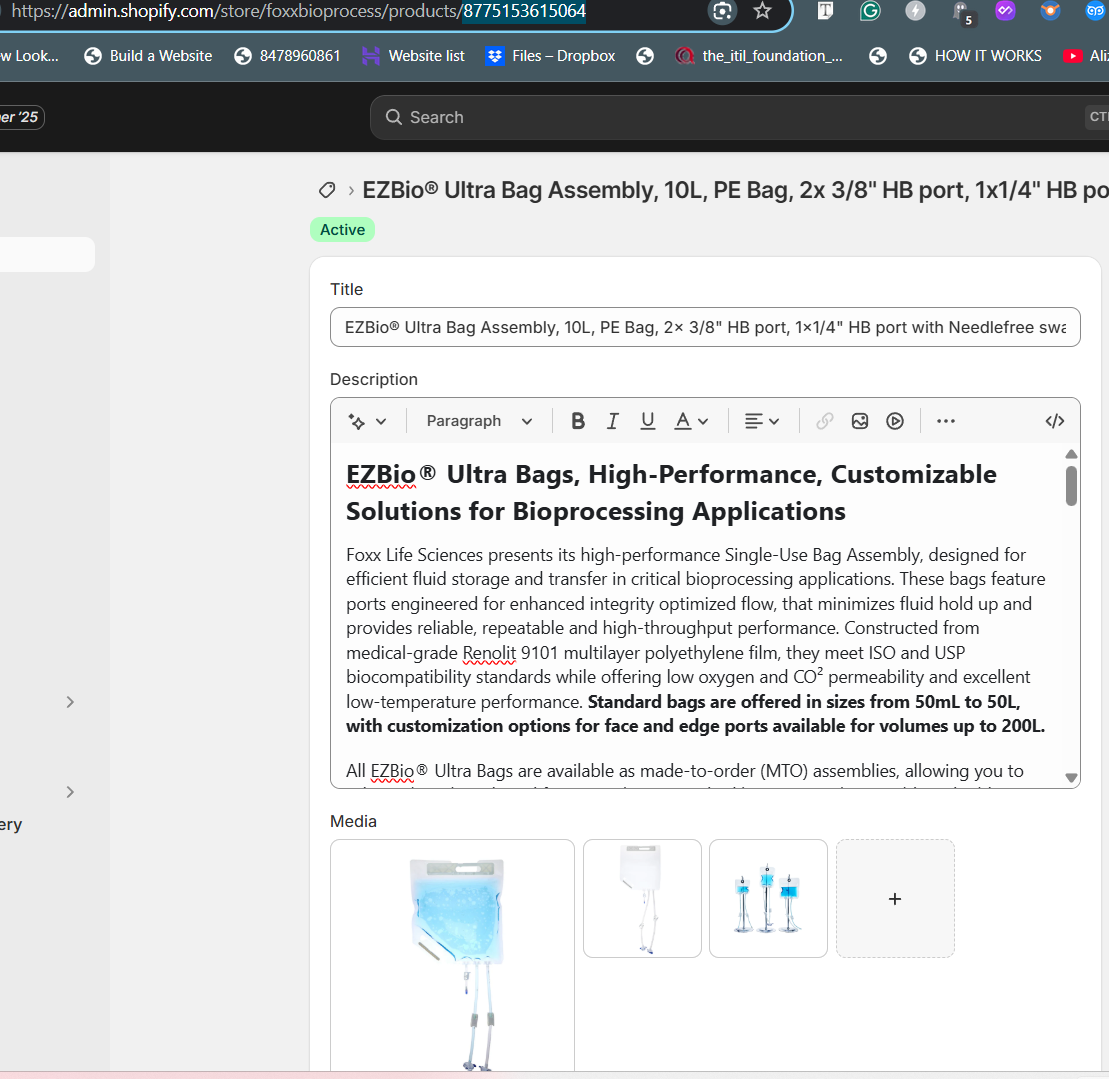 https://admin.shopify.com/store/foxxbioprocess/products/8775153615064
5
w Look...
Build a Website
8478960861
Website list
Files – Dropbox
the_itil_foundation_...
HOW IT WORKS
Aliz
er '25
Search
CT
EZBio® Ultra Bag Assembly, 10L, PE Bag, 2x 3/8" HB port, 1x1/4" HB po
Active
Title
EZBio® Ultra Bag Assembly, 10L, PE Bag, 2× 3/8" HB port, 1×1/4" HB port with Needlefree swa
Description
Paragraph
B I U A
EZBio® Ultra Bags, High-Performance, Customizable
Solutions for Bioprocessing Applications
Foxx Life Sciences presents its high-performance Single-Use Bag Assembly, designed for
efficient fluid storage and transfer in critical bioprocessing applications. These bags feature
ports engineered for enhanced integrity optimized flow, that minimizes fluid hold up and
provides reliable, repeatable and high-throughput performance. Constructed from
medical-grade Renolit 9101 multilayer polyethylene film, they meet ISO and USP
biocompatibility standards while offering low oxygen and CO² permeability and excellent
low-temperature performance. Standard bags are offered in sizes from 50mL to 50L,
with customization options for face and edge ports available for volumes up to 200L.
All EZBio® Ultra Bags are available as made-to-order (MTO) assemblies, allowing you to
ery
Media